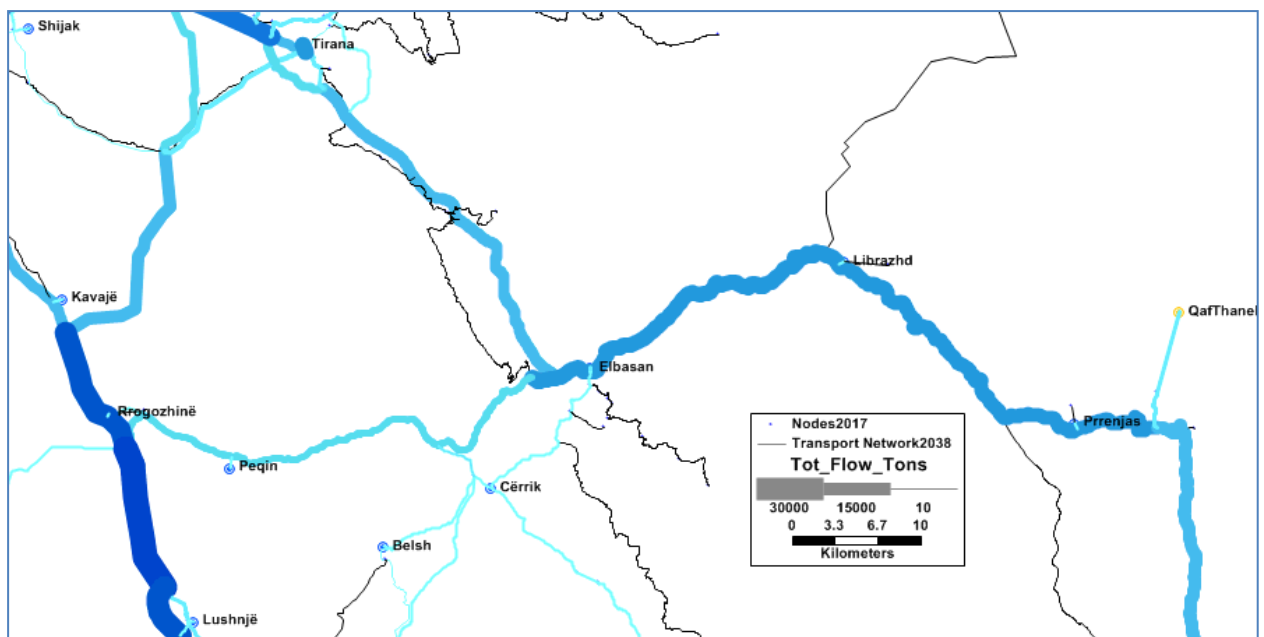 Shijak
Tirana
Librazhd
Kavajë
QafThanel
Elbasan
Rrogozhinë
Prrenjas
Peqin
Cërrik
Belsh
Lushnjë
Nodes2017
Transport Network2038
Tot_Flow_Tons
30000 15000 10
0 3.3 6.7 10
Kilometers